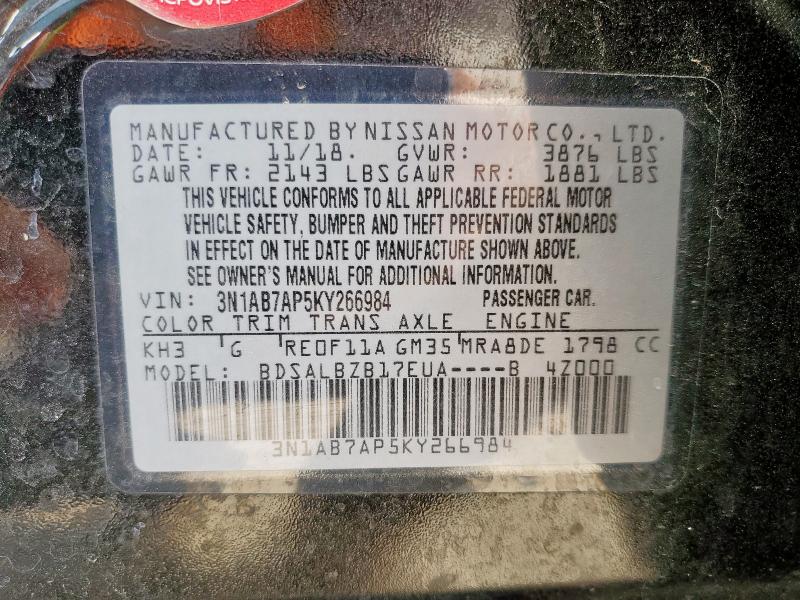 MANUFACTURED BY NISSAN MOTOR CO., LTD.
DATE: 11/18. GVWR: 3876 LBS
GAWR FR: 2143 LBS GAWR RR: 1881 LBS
THIS VEHICLE CONFORMS TO ALL APPLICABLE FEDERAL MOTOR
VEHICLE SAFETY, BUMPER AND THEFT PREVENTION STANDARDS
IN EFFECT ON THE DATE OF MANUFACTURE SHOWN ABOVE.
SEE OWNER'S MANUAL FOR ADDITIONAL INFORMATION.
VIN: 3N1AB7AP5KY266984 PASSENGER CAR.
COLOR TRIM TRANS AXLE ENGINE
KH3 G RE0F11A GM35 MRA8DE 1798 CC
MODEL: BDSALBZB17EUA----B 4Z000
3N1AB7AP5KY266984